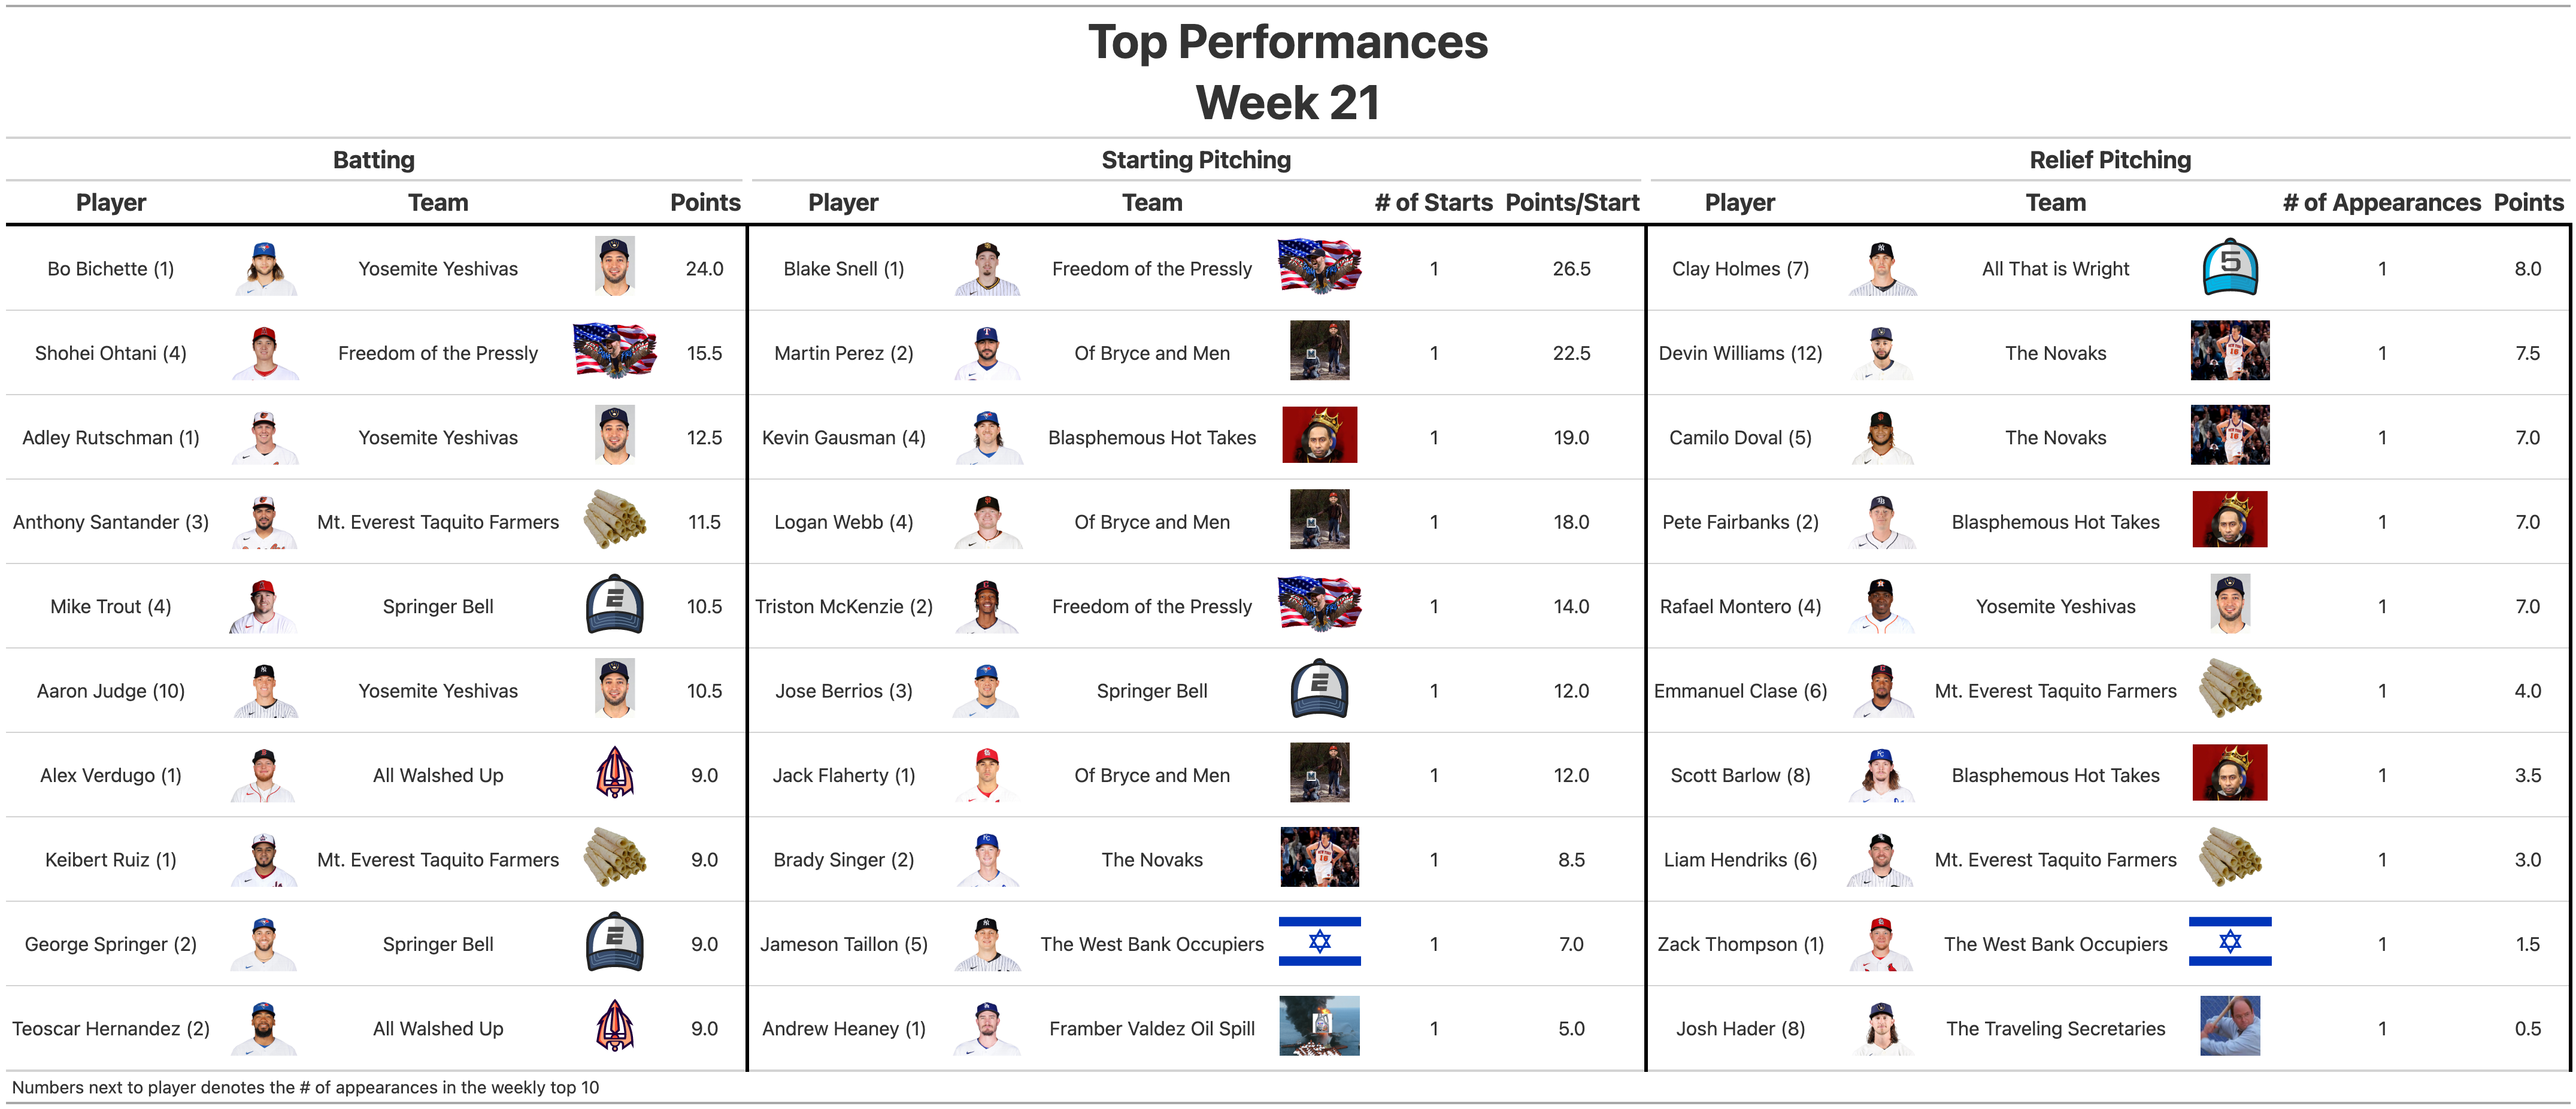 Top Performances
Week 21
Batting Starting Pitching Relief Pitching
Player Team Points Player Team # of Starts Points/Start Player Team # of Appearances Points
Bo Bichette (1) Yosemite Yeshivas 24.0 Blake Snell (1) Freedom of the Pressly 1 26.5 Clay Holmes (7) All That is Wright 5 1 8.0
Shohei Ohtani (4) Freedom of the Pressly 15.5 Martin Perez (2) Of Bryce and Men 1 22.5 Devin Williams (12) The Novaks 1 7.5
Adley Rutschman (1) Yosemite Yeshivas 12.5 Kevin Gausman (4) Blasphemous Hot Takes 1 19.0 Camilo Doval (5) The Novaks 1 7.0
Anthony Santander (3) Mt. Everest Taquito Farmers 11.5 Logan Webb (4) Of Bryce and Men 1 18.0 Pete Fairbanks (2) Blasphemous Hot Takes 1 7.0
Mike Trout (4) Springer Bell E 10.5 Triston McKenzie (2) Freedom of the Pressly 1 14.0 Rafael Montero (4) Yosemite Yeshivas 1 7.0
Aaron Judge (10) Yosemite Yeshivas 10.5 Jose Berrios (3) Springer Bell E 1 12.0 Emmanuel Clase (6) Mt. Everest Taquito Farmers 1 4.0
Alex Verdugo (1) All Walshed Up 9.0 Jack Flaherty (1) Of Bryce and Men 1 12.0 Scott Barlow (8) Blasphemous Hot Takes 1 3.5
Keibert Ruiz (1) Mt. Everest Taquito Farmers 9.0 Brady Singer (2) The Novaks 1 8.5 Liam Hendriks (6) Mt. Everest Taquito Farmers 1 3.0
George Springer (2) Springer Bell E 9.0 Jameson Taillon (5) The West Bank Occupiers 1 7.0 Zack Thompson (1) The West Bank Occupiers 1 1.5
Teoscar Hernandez (2) All Walshed Up 9.0 Andrew Heaney (1) Framber Valdez Oil Spill 1 5.0 Josh Hader (8) The Traveling Secretaries 1 0.5
Numbers next to player denotes the # of appearances in the weekly top 10